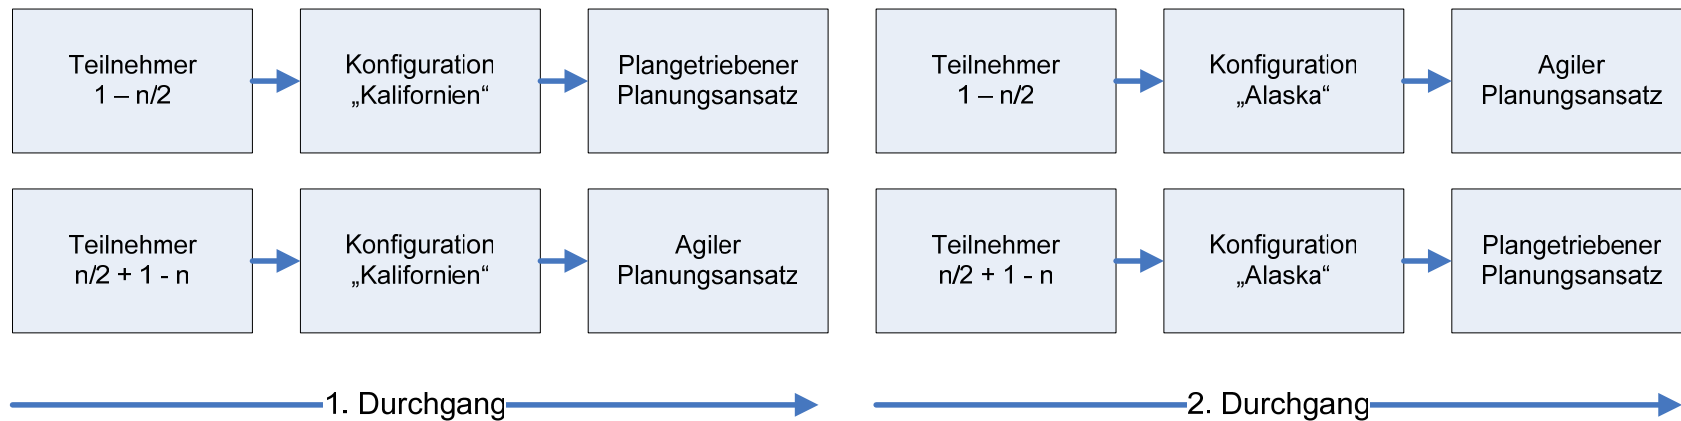 Teilnehmer
1 – n/2
Konfiguration
„Kalifornien“
Plangetriebener
Planungsansatz
Teilnehmer
1 – n/2
Konfiguration
„Alaska“
Agiler
Planungsansatz
Teilnehmer
n/2 + 1 - n
Konfiguration
„Kalifornien“
Agiler
Planungsansatz
Teilnehmer
n/2 + 1 - n
Konfiguration
„Alaska“
Plangetriebener
Planungsansatz
1. Durchgang
2. Durchgang